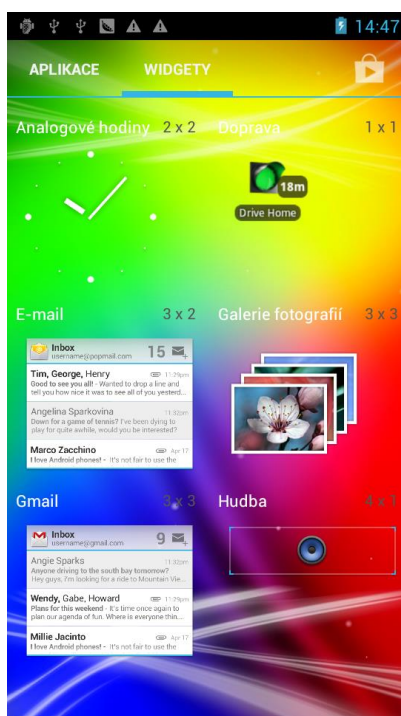 14:47
APLIKACE WIDGETY
Analogové hodiny 2 x 2 Doprava 1 x 1
18m
Drive Home
E-mail 3 x 2 Galerie fotografií 3 x 3
Inbox 15
username@popmail.com
Tim, George, Henry 11:39pm
Good to see you all! - Wanted to drop a line and
tell you how nice it was to see all of you yesterd...
Angelina Sparkovina 11:32pm
Down for a game of tennis? I've been dying to
play for quite awhile, would you be interested?
Marco Zacchino Apr 17
I love Android phones! - It's not fair to use the
Gmail 3 x 3 Hudba 4 x 1
Inbox 9
username@gmail.com
Angie Sparks 11:32pm
Anyone driving to the south bay tomorrow?
Hey guys, I'm looking for a ride to Mountain Vie...
Wendy, Gabe, Howard 11:29pm
Plans for this weekend - It's time once again to
plan our agenda of fun. Where is everyone thin...
Millie Jacinto Apr 17
I love Android phones! - It's not fair to use the